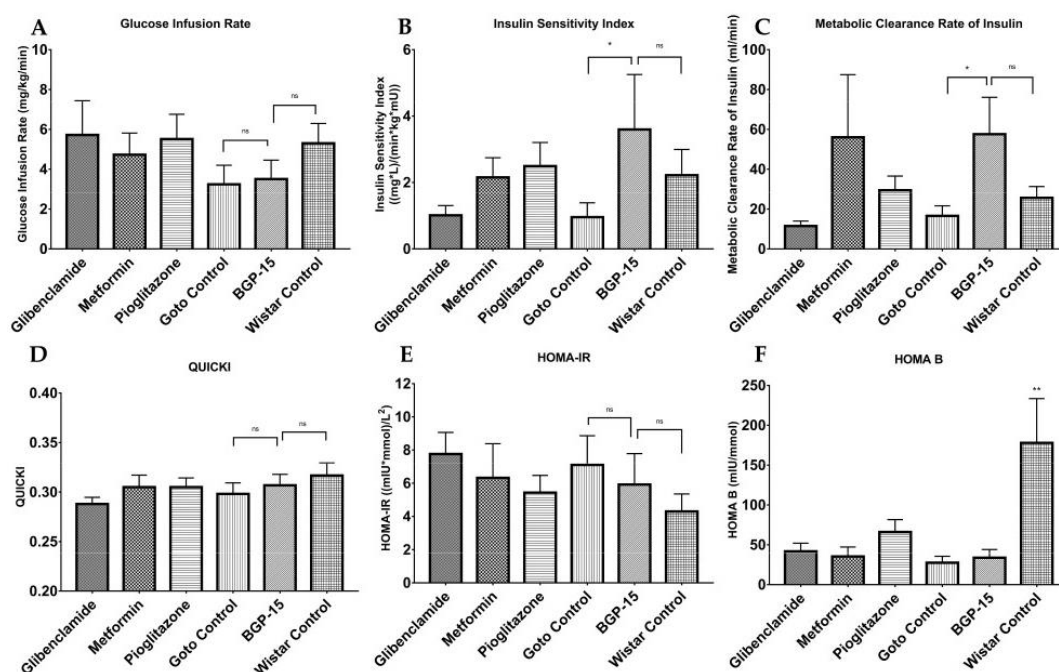 A
Glucose Infusion Rate
Glucose Infusion Rate (mg/kg/min)
10
8
6
4
2
0
ns
ns
Glibenclamide
Metformin
Pioglitazone
Goto Control
BGP-15
Wistar Control
B
Insulin Sensitivity Index
Insulin Sensitivity Index
((mg*L)/(min*kg*mU))
6
4
2
0
*
ns
Glibenclamide
Metformin
Pioglitazone
Goto Control
BGP-15
Wistar Control
C
Metabolic Clearance Rate of Insulin
Metabolic Clearance Rate of Insulin (ml/min)
100
80
60
40
20
0
*
ns
Glibenclamide
Metformin
Pioglitazone
Goto Control
BGP-15
Wistar Control
D
QUICKI
QUICKI
0.40
0.35
0.30
0.25
0.20
ns
ns
Glibenclamide
Metformin
Pioglitazone
Goto Control
BGP-15
Wistar Control
E
HOMA-IR
HOMA-IR ((mIU*mmol)/L²)
12
10
8
6
4
2
0
ns
ns
Glibenclamide
Metformin
Pioglitazone
Goto Control
BGP-15
Wistar Control
F
HOMA B
HOMA B (mIU/mmol)
250
200
150
100
50
0
**
Glibenclamide
Metformin
Pioglitazone
Goto Control
BGP-15
Wistar Control